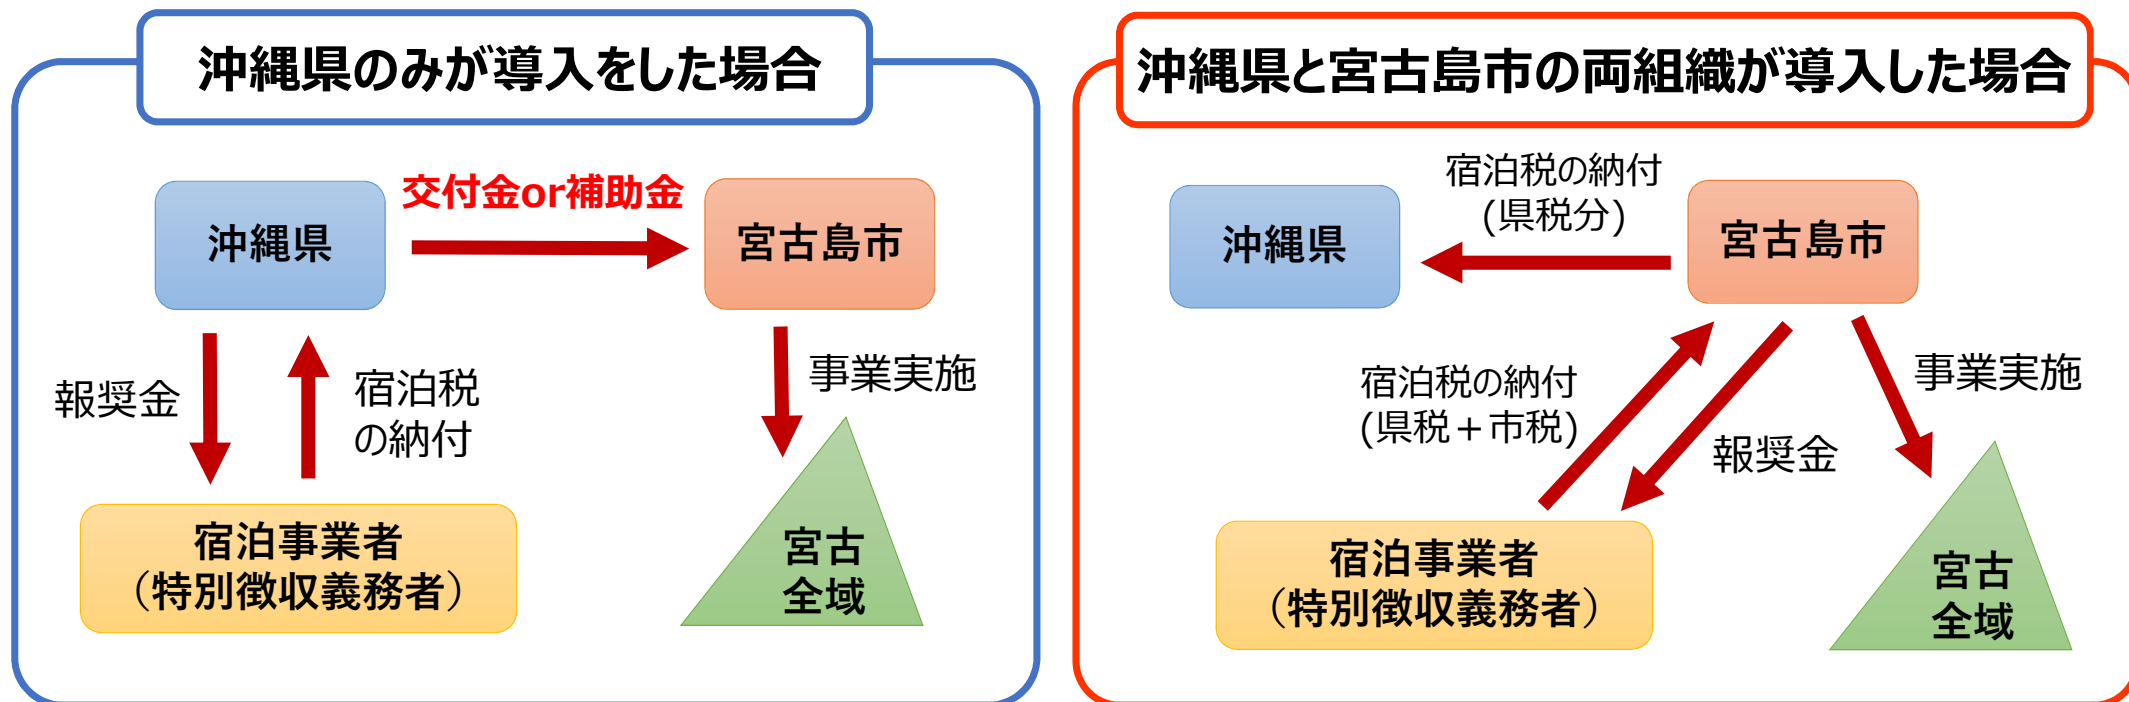 沖縄県のみが導入をした場合
交付金or補助金
沖縄県
宮古島市
報奨金
宿泊税
の納付
事業実施
宿泊事業者
（特別徴収義務者）
宮古
全域
沖縄県と宮古島市の両組織が導入した場合
宿泊税の納付
(県税分)
沖縄県
宮古島市
宿泊税の納付
(県税＋市税)
報奨金
事業実施
宿泊事業者
（特別徴収義務者）
宮古
全域